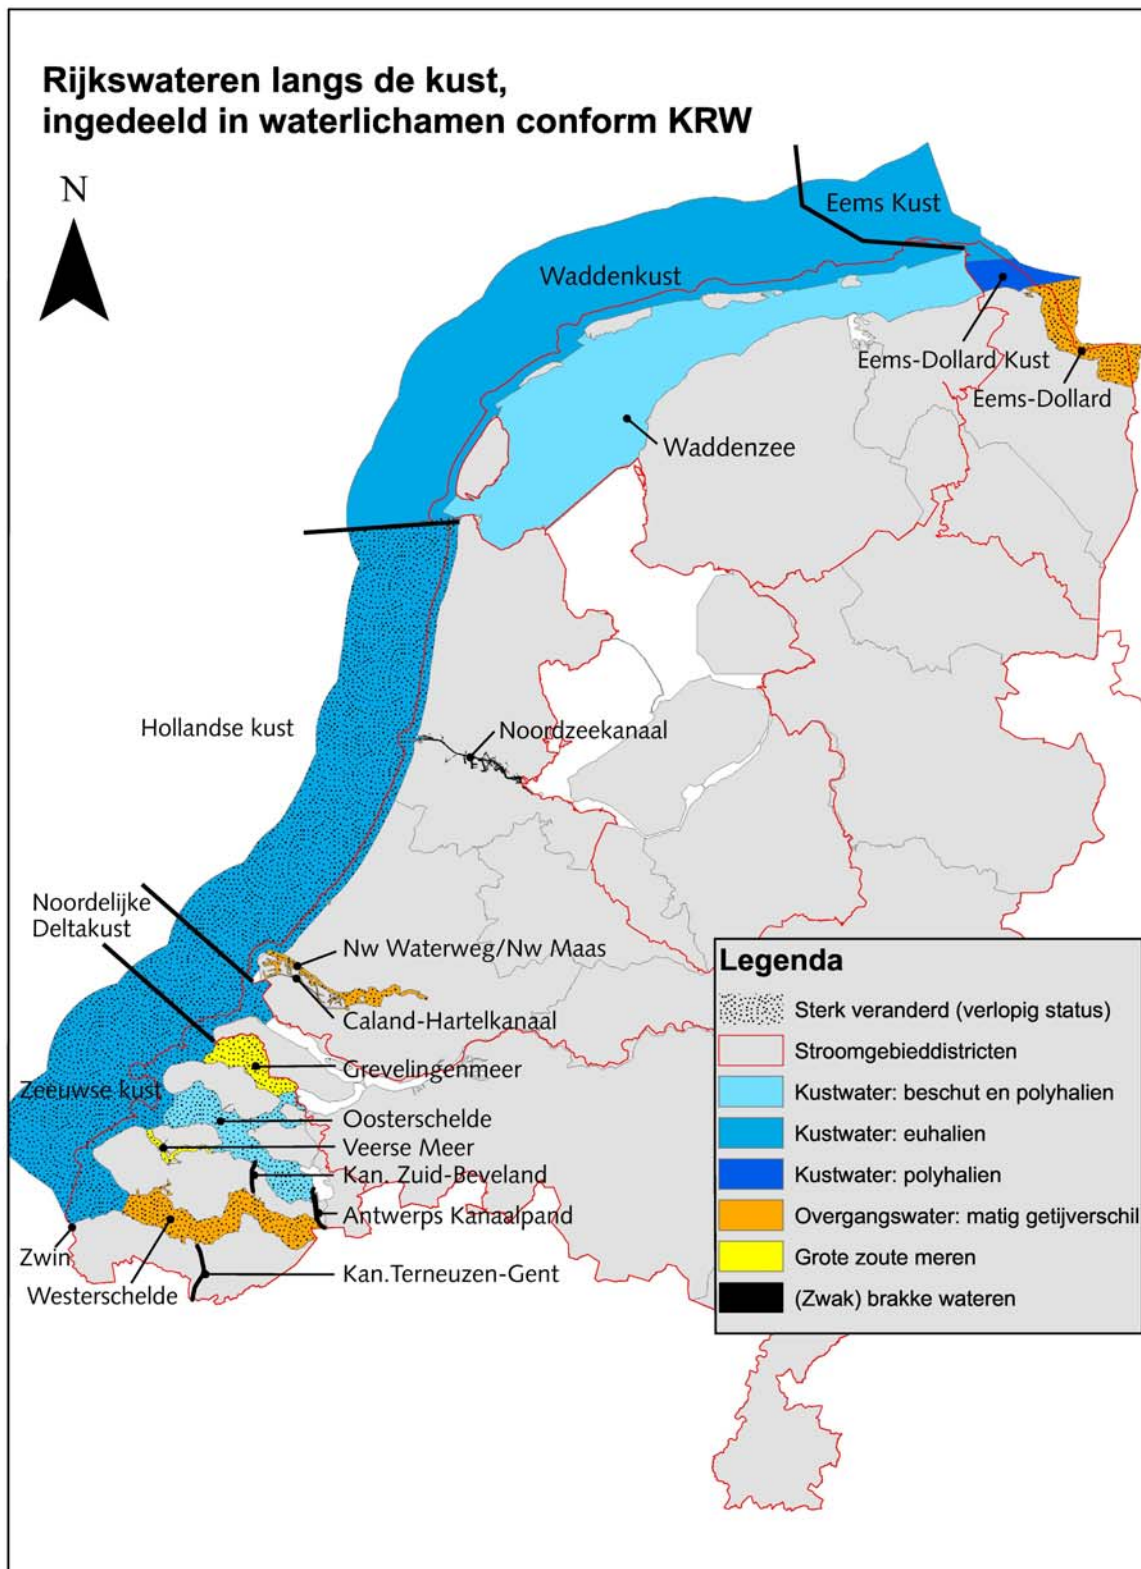 Rijkswateren langs de kust,
ingedeeld in waterlichamen conform KRW
N
Eems Kust
Waddenkust
Eems-Dollard Kust
Eems-Dollard
Waddenzee
Hollandse kust
Noordzeekanaal
Noordelijke
Deltakust
Nw Waterweg/Nw Maas
Caland-Hartelkanaal
Grevelingenmeer
Zeeuwse kust
Oosterschelde
Veerse Meer
Kan. Zuid-Beveland
Antwerps Kanaalpand
Zwin
Westerschelde
Kan.Terneuzen-Gent
Legenda
Sterk veranderd (verlopig status)
Stroomgebieddistricten
Kustwater: beschut en polyhalien
Kustwater: euhalien
Kustwater: polyhalien
Overgangswater: matig getijverschil
Grote zoute meren
(Zwak) brakke wateren